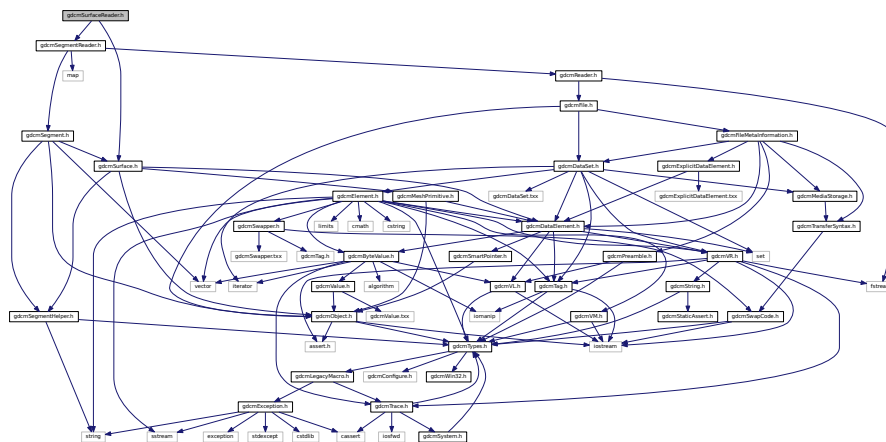 gdcmSurfaceReader.h
gdcmSegmentReader.h
map
gdcmReader.h
gdcmFile.h
gdcmSegment.h
gdcmFileMetaInformation.h
gdcmSurface.h
gdcmDataSet.h
gdcmExplicitDataElement.h
gdcmElement.h
gdcmMeshPrimitive.h
gdcmDataSet.txx
gdcmExplicitDataElement.txx
gdcmMediaStorage.h
gdcmSwapper.h
limits
cmath
cstring
gdcmDataElement.h
gdcmTransferSyntax.h
gdcmSwapper.txx
gdcmTag.h
gdcmByteValue.h
gdcmSmartPointer.h
gdcmPreamble.h
gdcmVR.h
set
vector
iterator
gdcmValue.h
algorithm
gdcmVL.h
gdcmTag.h
gdcmString.h
fstream
gdcmSegmentHelper.h
gdcmObject.h
gdcmValue.txx
iomanip
gdcmVM.h
gdcmStaticAssert.h
gdcmSwapCode.h
assert.h
gdcmTypes.h
iostream
gdcmLegacyMacro.h
gdcmConfigure.h
gdcmWin32.h
gdcmException.h
gdcmTrace.h
string
sstream
exception
stdexcept
cstdlib
cassert
iosfwd
gdcmSystem.h